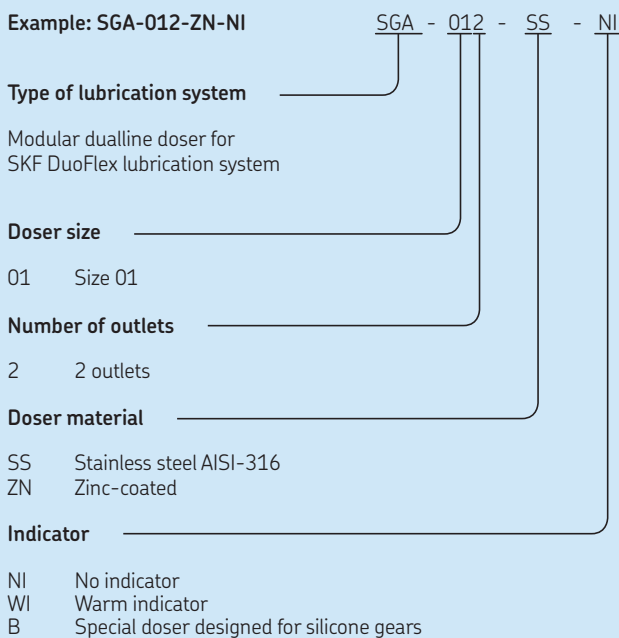 Example: SGA-012-ZN-NI
SGA - 012 - SS - NI
Type of lubrication system
Modular dualline doser for
SKF DuoFlex lubrication system
Doser size
01 Size 01
Number of outlets
2 2 outlets
Doser material
SS Stainless steel AISI-316
ZN Zinc-coated
Indicator
NI No indicator
WI Warm indicator
B Special doser designed for silicone gears